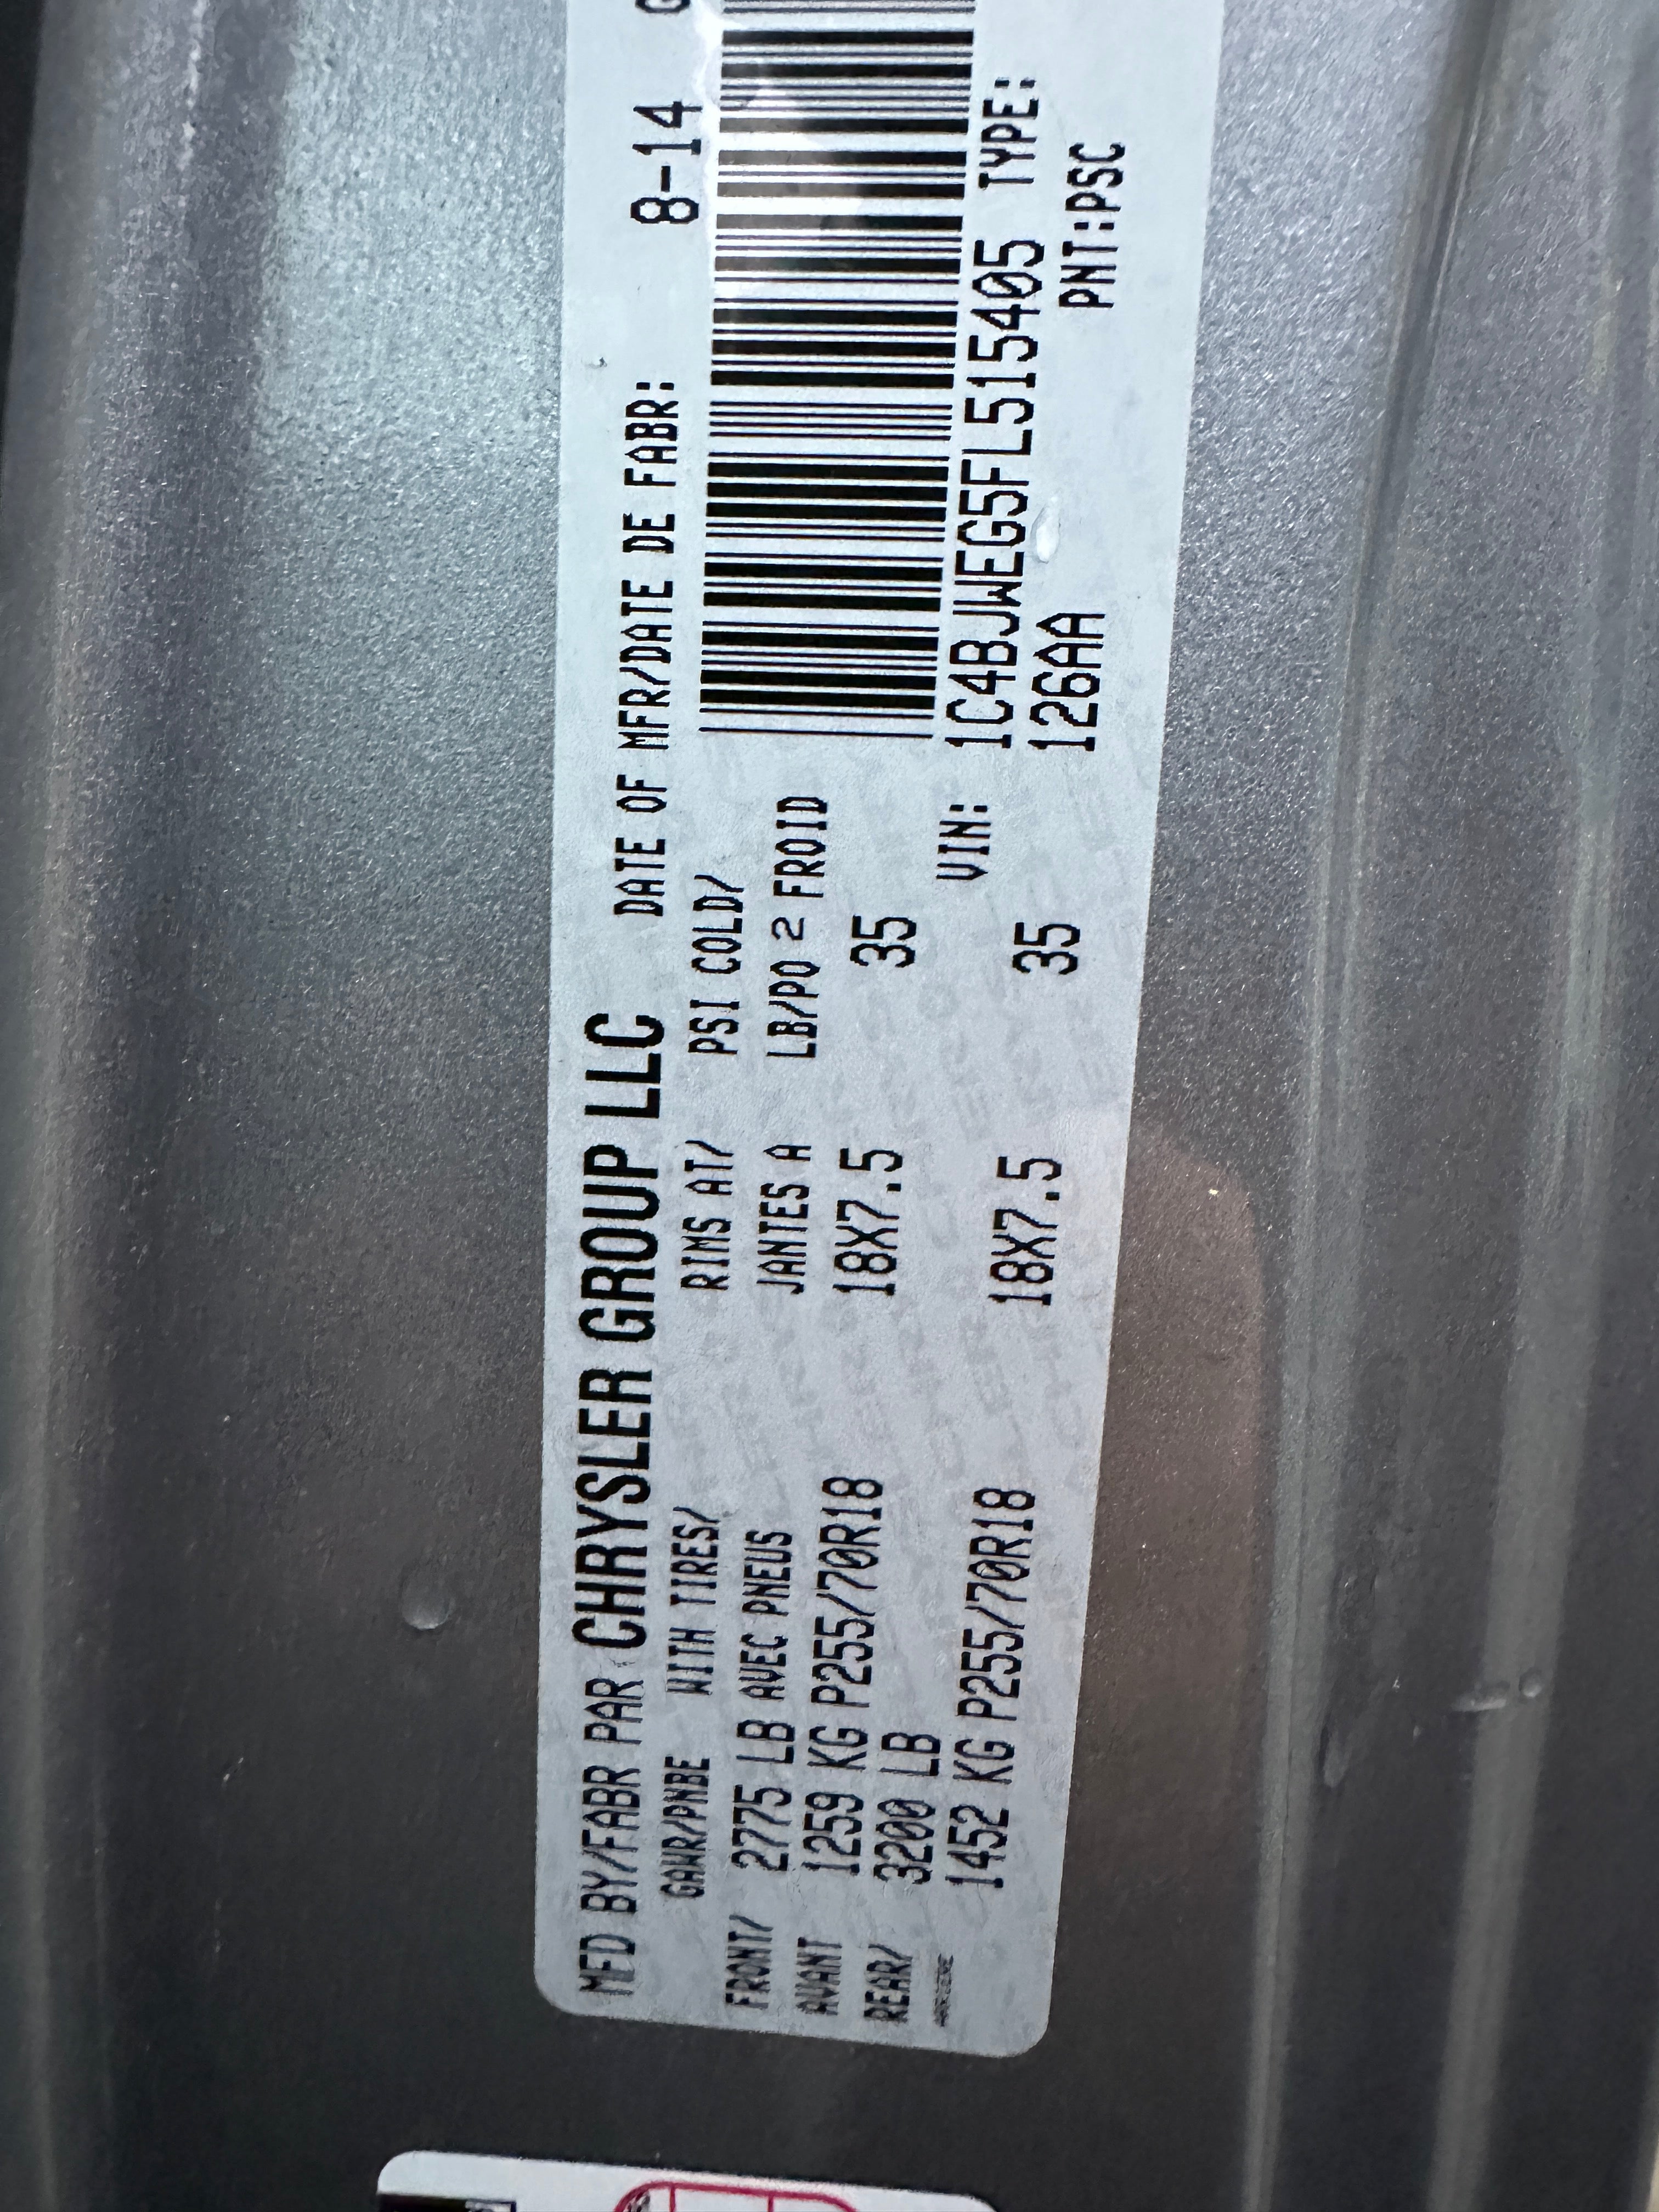 MFD BY/FABR PAR CHRYSLER GROUP LLC DATE OF MFR/DATE DE FABR: 8-14 G
GAWR/PNBE WITH TIRES/ RIMS AT/ PSI COLD/
FRONT/ 2775 LB AVEC PNEUS JANTES A LB/PO 2 FROID
AVANT 1259 KG P255/70R18 18X7.5 35
REAR/ 3200 LB
ARRIERE 1452 KG P255/70R18 18X7.5 35
VIN: 1C4BJWEG5FL515405 TYPE:
126AA PNT:PSC